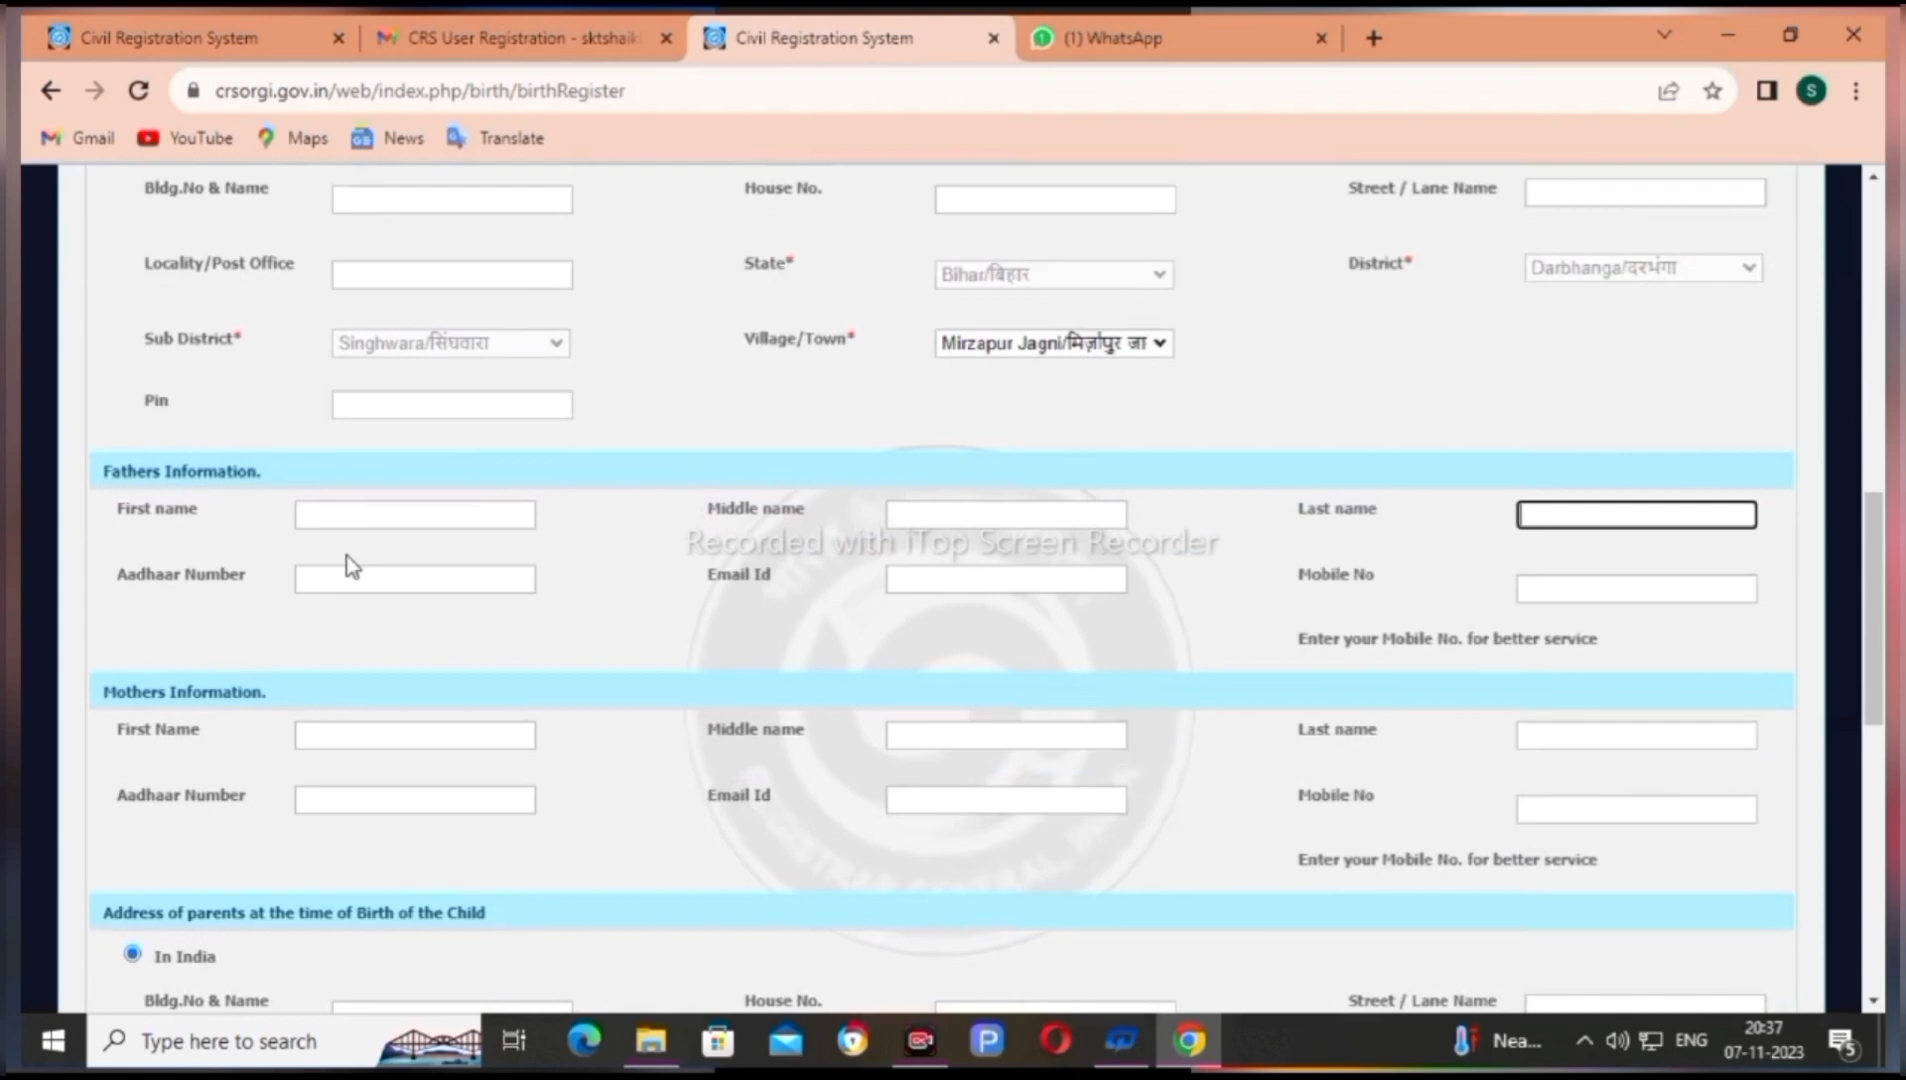 Civil Registration System
CRS User Registration - sktshaik
Civil Registration System
(1) WhatsApp
crsorgi.gov.in/web/index.php/birth/birthRegister
S
Gmail YouTube Maps News Translate
Bldg.No & Name House No. Street / Lane Name
Locality/Post Office State* Bihar/बिहार District* Darbhanga/दरभंगा
Sub District* Singhwara/सिंघवारा Village/Town* Mirzapur Jagni/मिर्ज़ापुर जा
Pin
Fathers Information.
First name Middle name Last name
Recorded with iTop Screen Recorder
Aadhaar Number Email Id Mobile No
Enter your Mobile No. for better service
Mothers Information.
First Name Middle name Last name
Aadhaar Number Email Id Mobile No
Enter your Mobile No. for better service
REGISTRAR GENERAL,
Address of parents at the time of Birth of the Child
In India
Bldg.No & Name House No. Street / Lane Name
Type here to search
Nea... ENG
20:37
07-11-2023
5